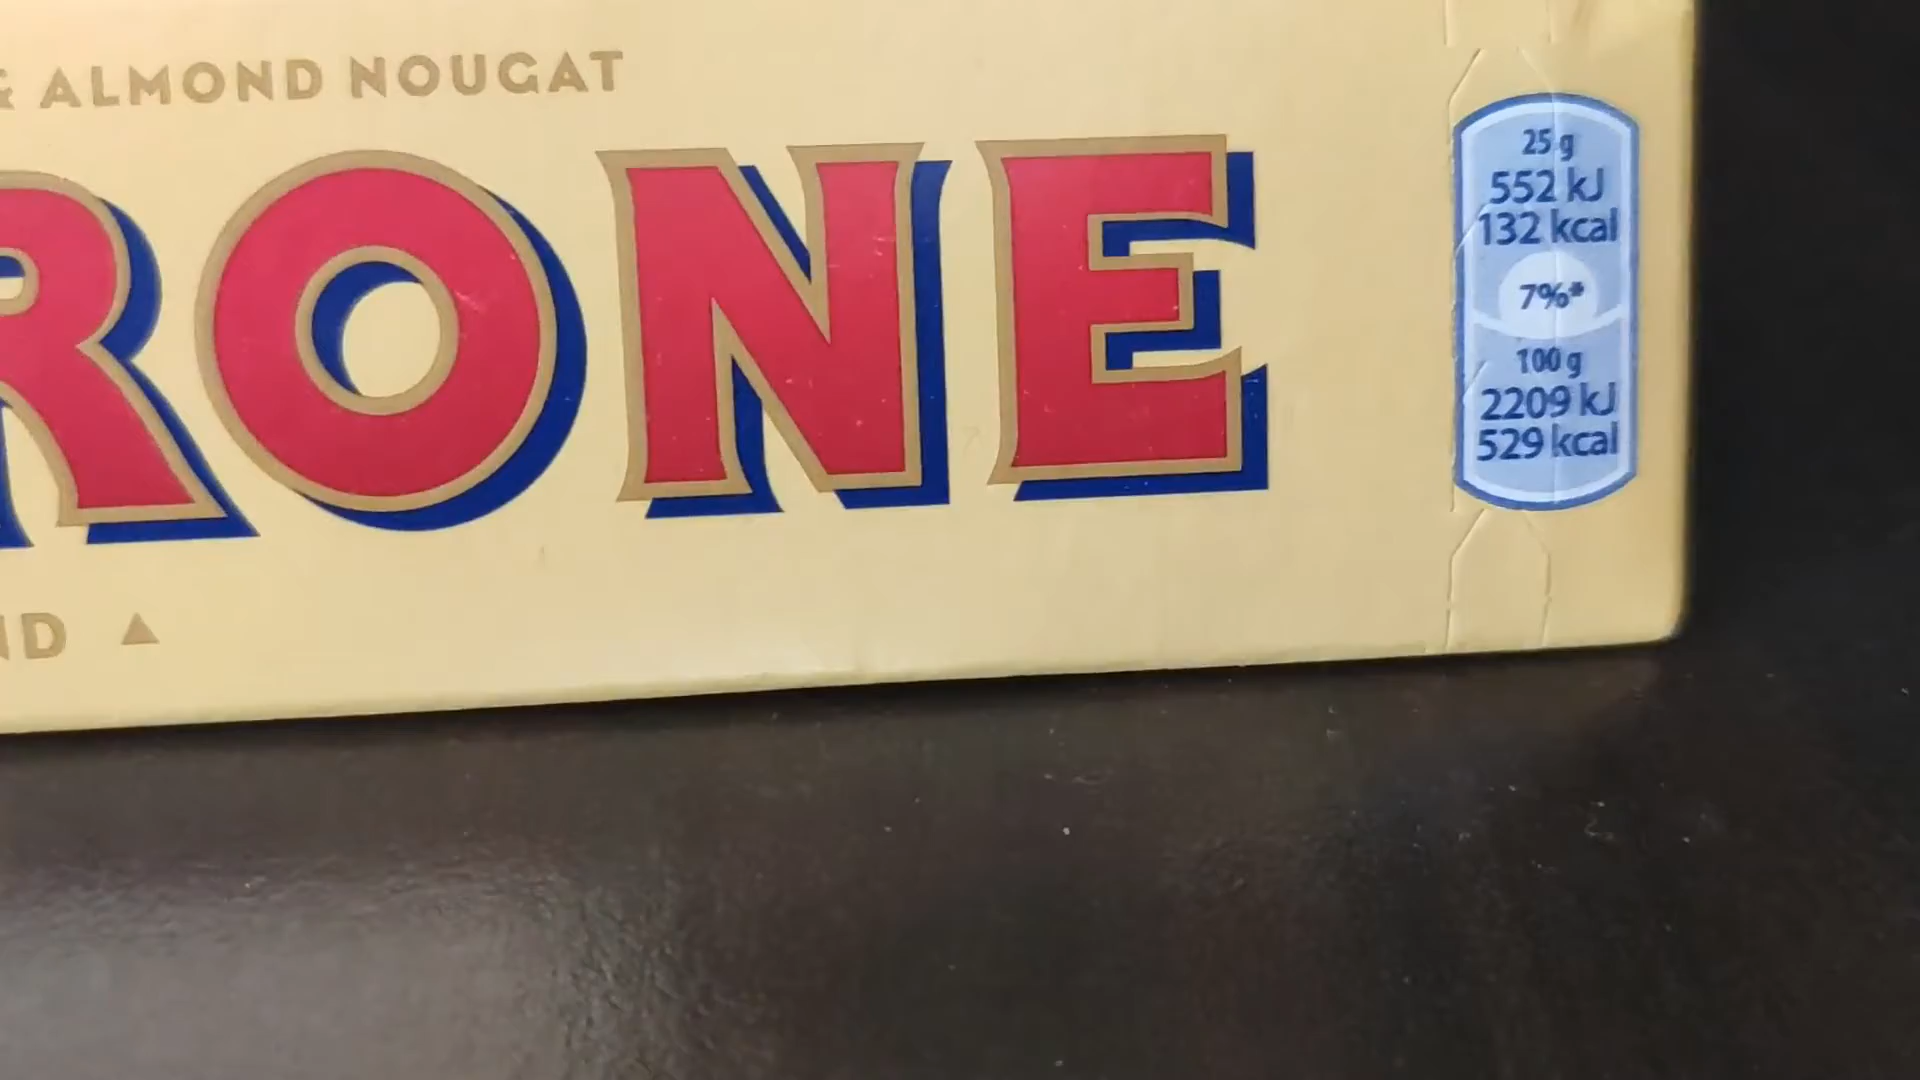 & ALMOND NOUGAT
RONE
ND
25 g
552 kJ
132 kcal
7%*
100 g
2209 kJ
529 kcal